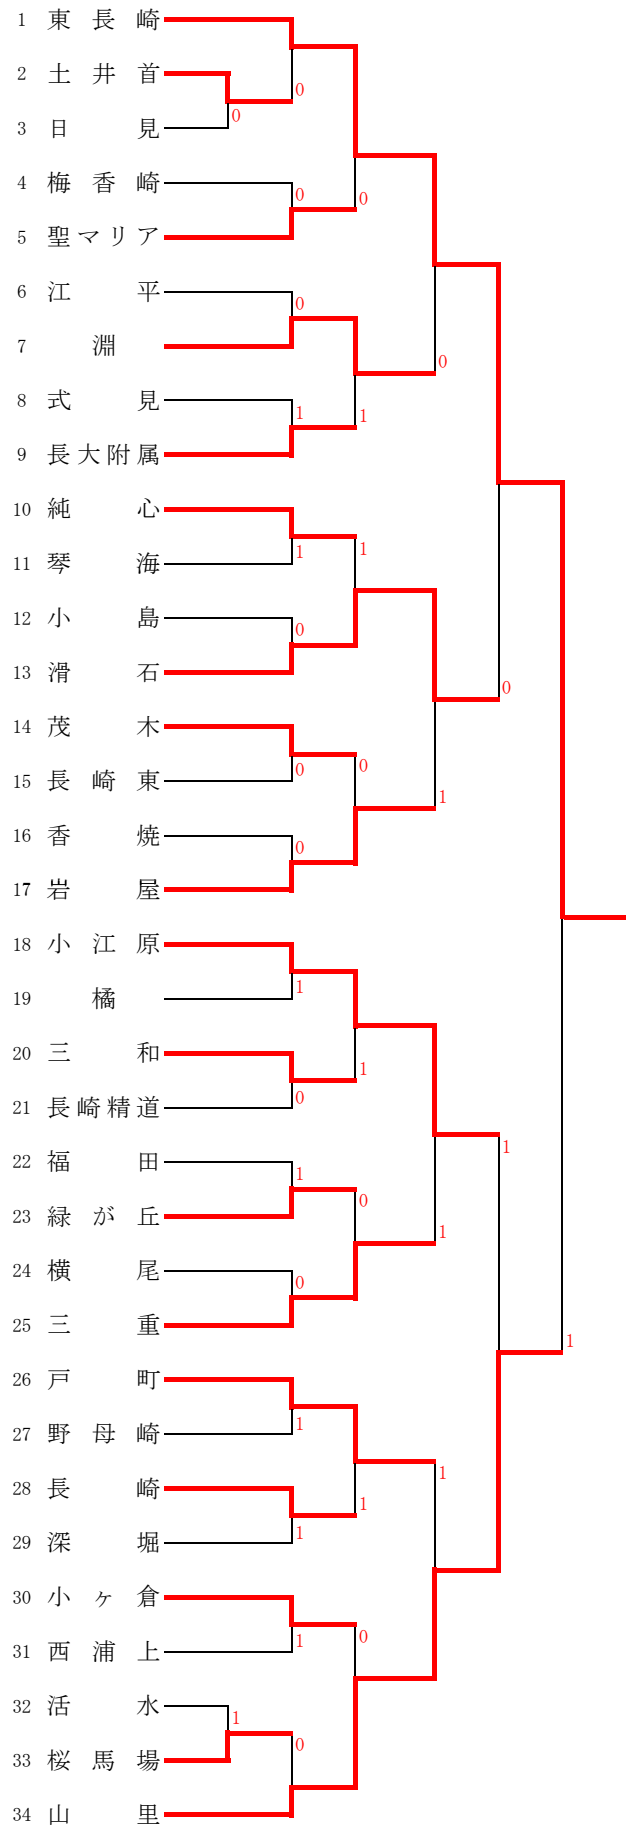 1 東長崎
2 土井首
0
0
3 日見
4 梅香崎
0
0
5 聖マリア
6 江平
0
7 淵
0
8 式見
1
1
9 長大附属
10 純心
11 琴海
1
1
12 小島
0
13 滑石
0
14 茂木
15 長崎東
0
0
1
16 香焼
0
17 岩屋
18 小江原
19 橘
1
20 三和
1
21 長崎精道
0
22 福田
1
1
23 緑が丘
0
1
24 横尾
0
25 三重
1
26 戸町
27 野母崎
1
1
28 長崎
1
29 深堀
1
30 小ヶ倉
31 西浦上
1
0
32 活水
1
33 桜馬場
0
34 山里